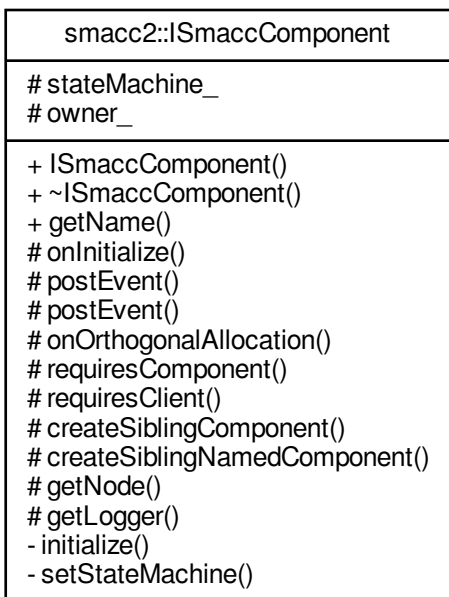 smacc2::ISmaccComponent
# stateMachine_
# owner_
+ ISmaccComponent()
+ ~ISmaccComponent()
+ getName()
# onInitialize()
# postEvent()
# postEvent()
# onOrthogonalAllocation()
# requiresComponent()
# requiresClient()
# createSiblingComponent()
# createSiblingNamedComponent()
# getNode()
# getLogger()
- initialize()
- setStateMachine()